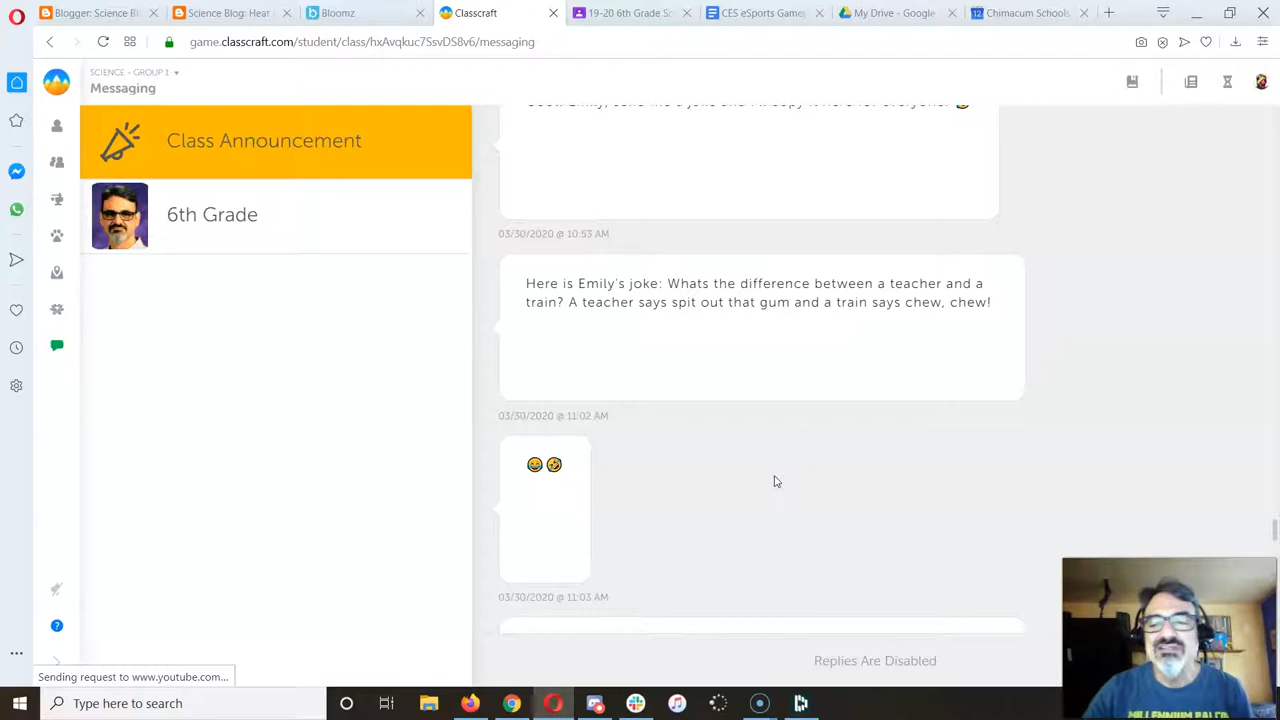 Blogger: Science Bl
Science Blog: Heat
Bloomz
Classcraft
19-20 6th Grade Sc
CES eSports Gamep
My Drive - Google
Chimacum Schools
game.classcraft.com/student/class/hxAvqkuc7SsvDS8v6/messaging
SCIENCE - GROUP 1
Messaging
Class Announcement
6th Grade
03/30/2020 @ 10:53 AM
Here is Emily's joke: Whats the difference between a teacher and a
train? A teacher says spit out that gum and a train says chew, chew!
03/30/2020 @ 11:02 AM
😂🤣
03/30/2020 @ 11:03 AM
Replies Are Disabled
Sending request to www.youtube.com...
Type here to search